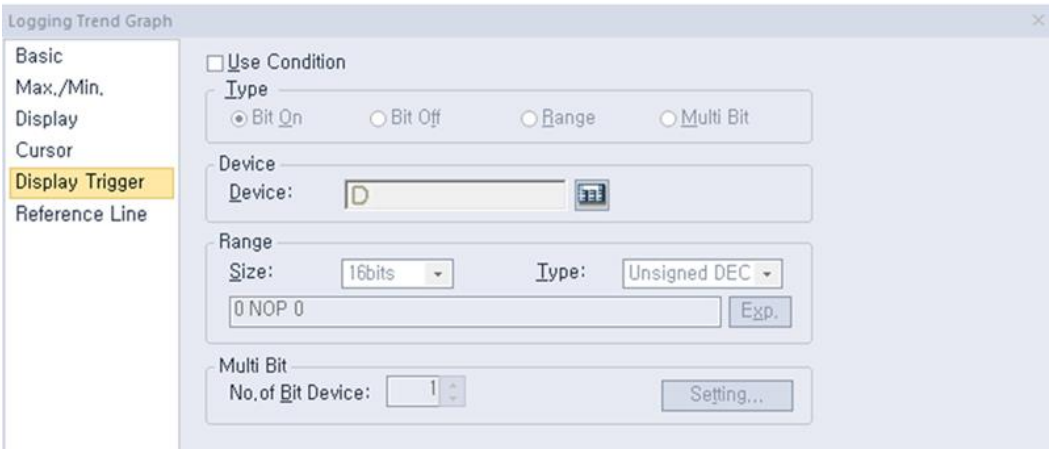 Logging Trend Graph
Basic
Max./Min.
Display
Cursor
Display Trigger
Reference Line
Use Condition
Type
Bit On Bit Off Range Multi Bit
Device
Device: D
Range
Size: 16bits Type: Unsigned DEC
0 NOP 0 Exp.
Multi Bit
No.of Bit Device: 1 Setting...